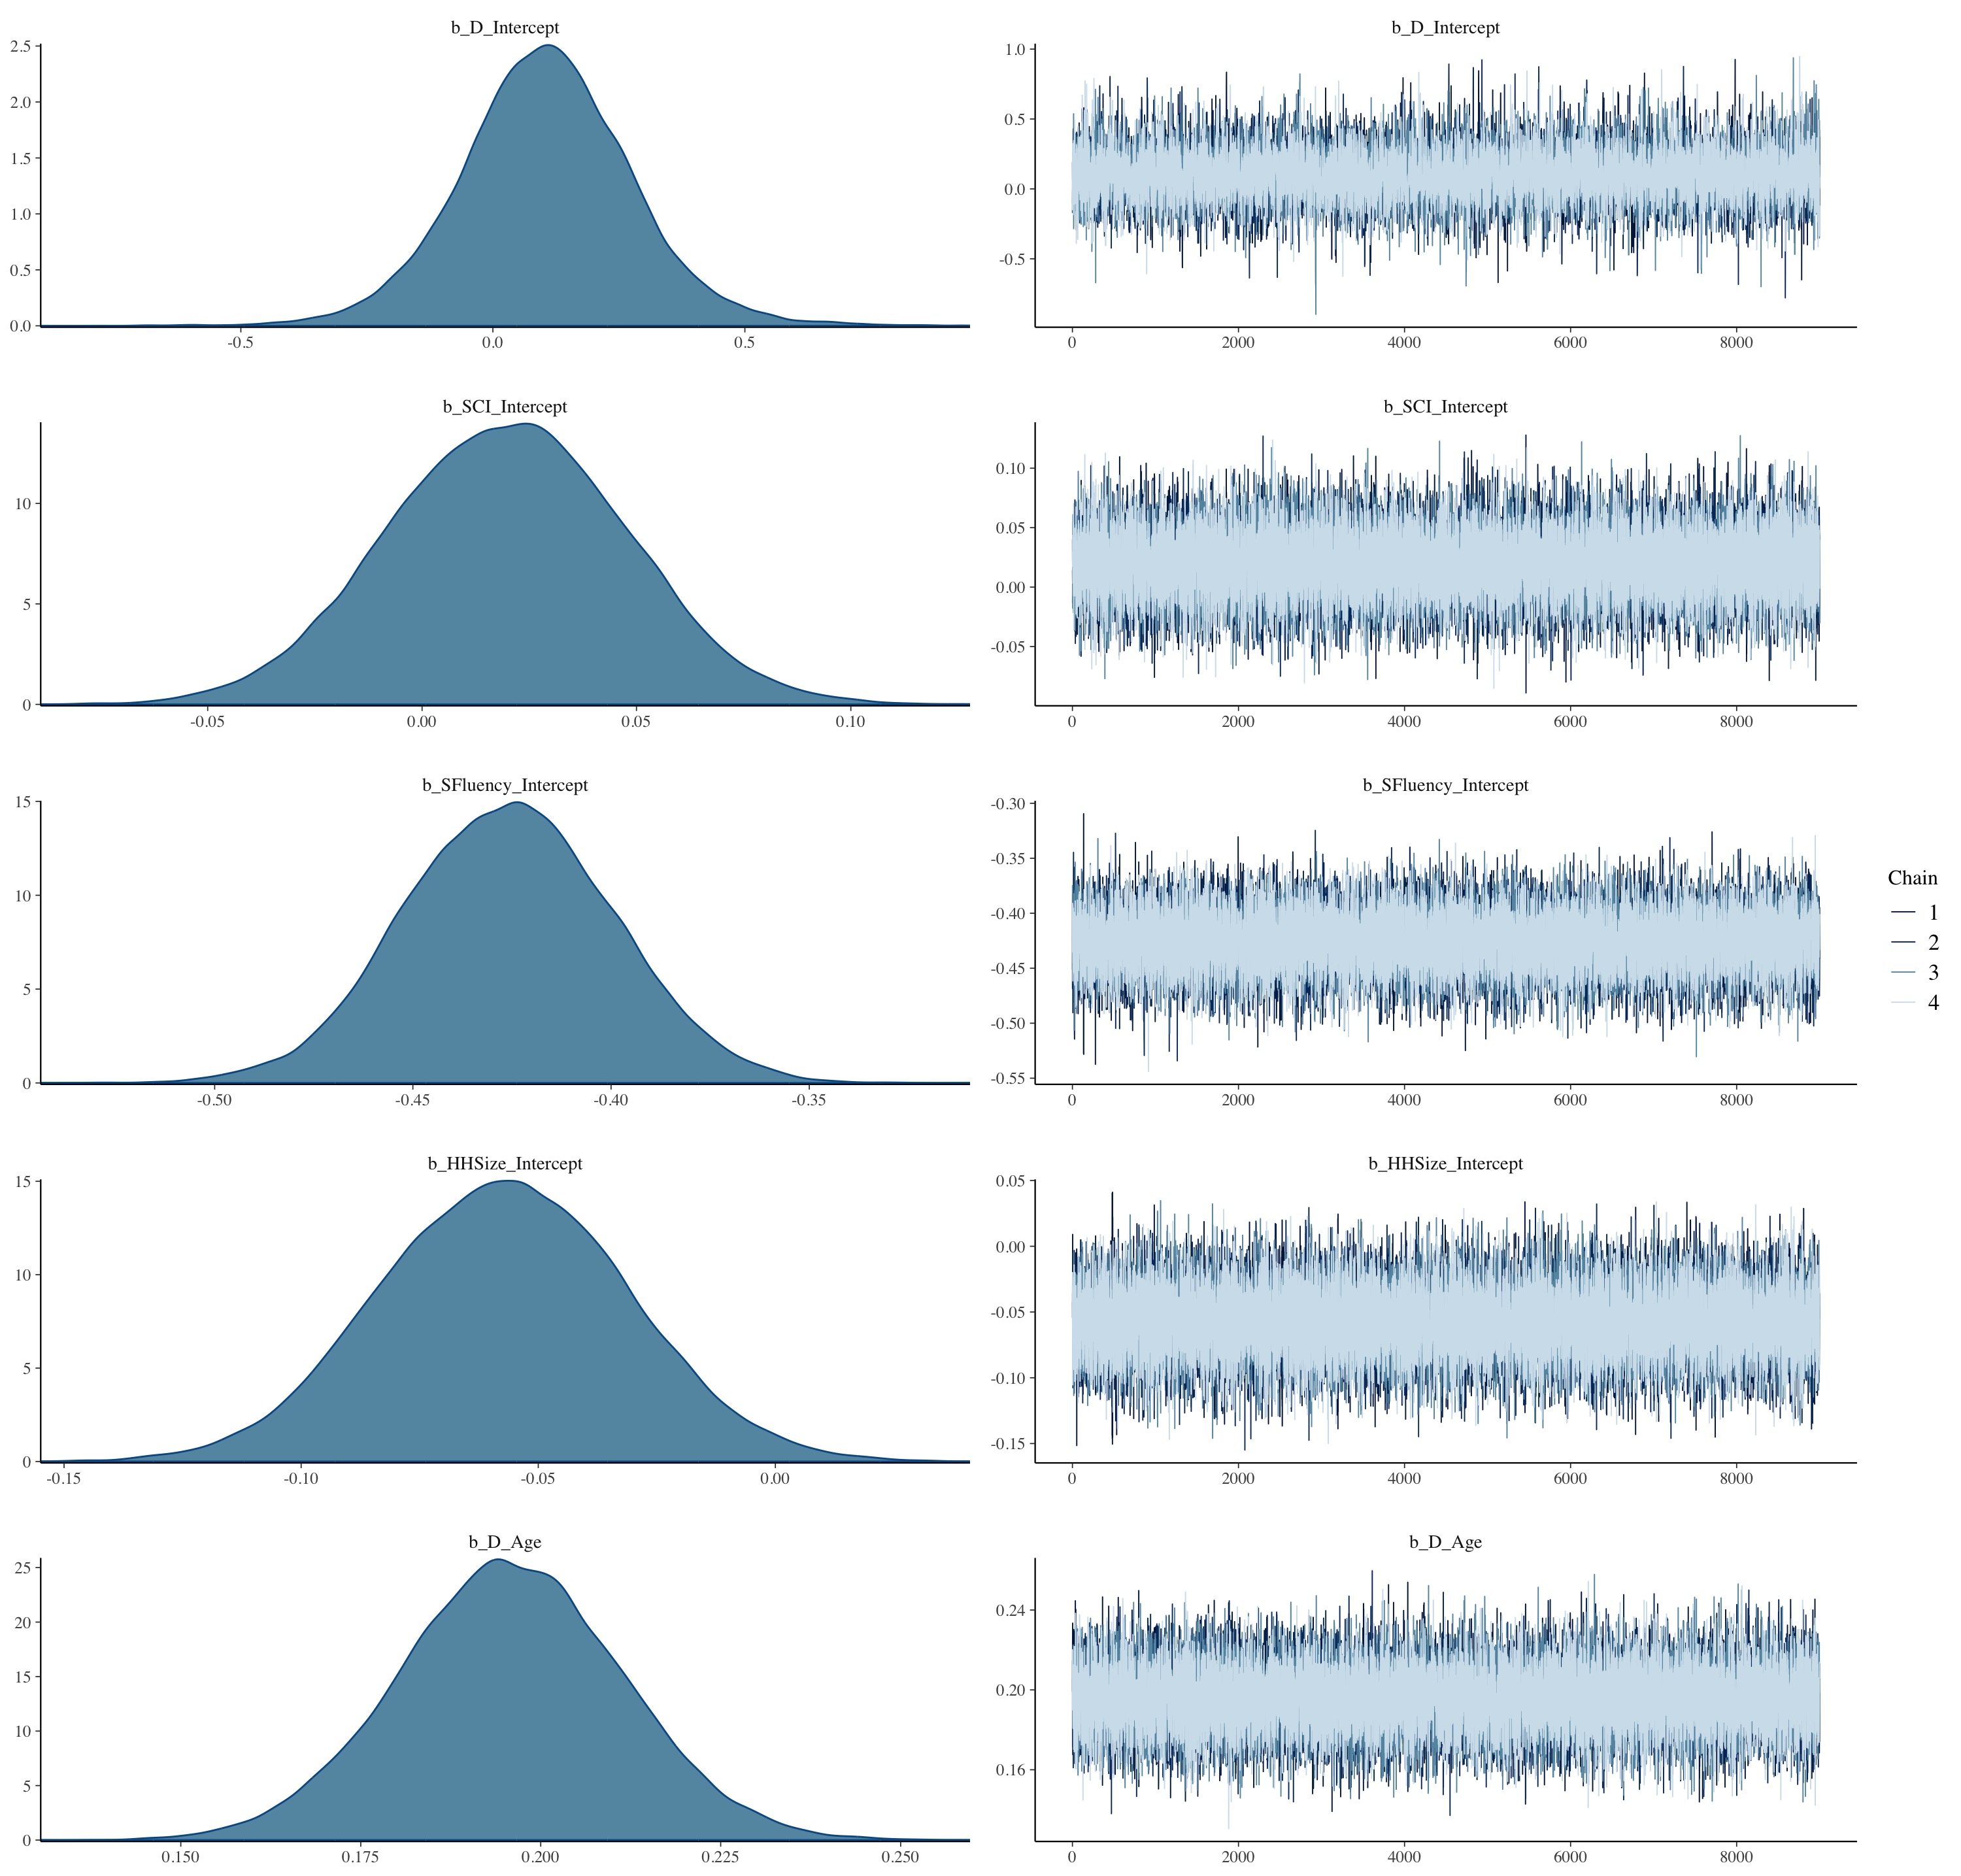 b_D_Intercept
2.5
2.0
1.5
1.0
0.5
0.0
-0.5 0.0 0.5
b_D_Intercept
1.0
0.5
0.0
-0.5
0 2000 4000 6000 8000
b_SCI_Intercept
10
5
0
-0.05 0.00 0.05 0.10
b_SCI_Intercept
0.10
0.05
0.00
-0.05
0 2000 4000 6000 8000
b_SFluency_Intercept
15
10
5
0
-0.50 -0.45 -0.40 -0.35
b_SFluency_Intercept
-0.30
-0.35
-0.40
-0.45
-0.50
-0.55
0 2000 4000 6000 8000
Chain
1
2
3
4
b_HHSize_Intercept
15
10
5
0
-0.15 -0.10 -0.05 0.00
b_HHSize_Intercept
0.05
0.00
-0.05
-0.10
-0.15
0 2000 4000 6000 8000
b_D_Age
25
20
15
10
5
0
0.150 0.175 0.200 0.225 0.250
b_D_Age
0.24
0.20
0.16
0 2000 4000 6000 8000